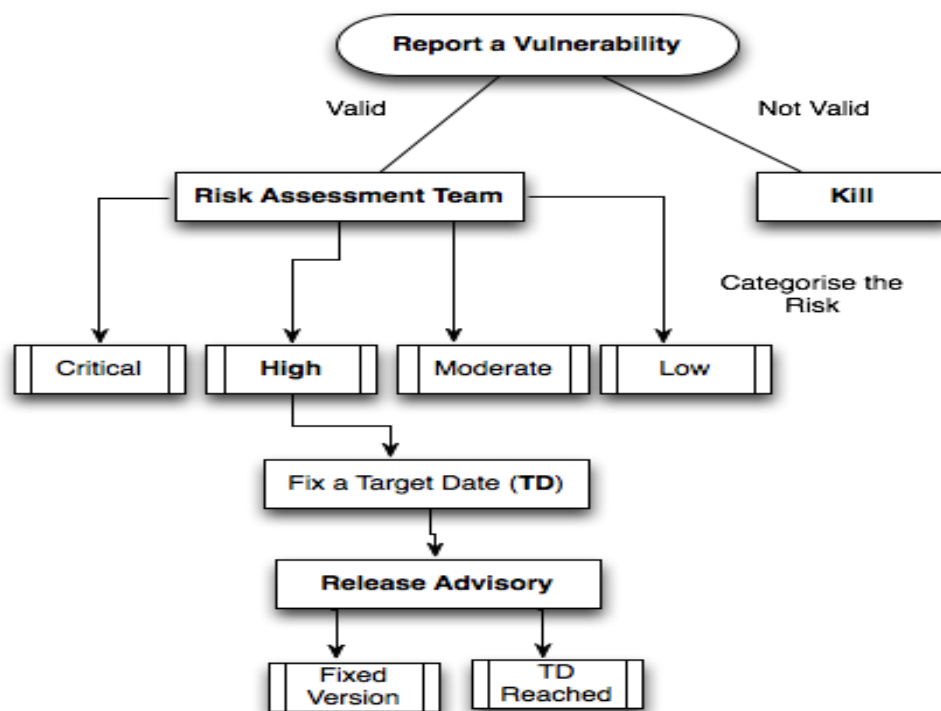 Report a Vulnerability
Valid
Not Valid
Risk Assessment Team
Kill
Categorise the
Risk
Critical
High
Moderate
Low
Fix a Target Date (TD)
Release Advisory
Fixed
Version
TD
Reached